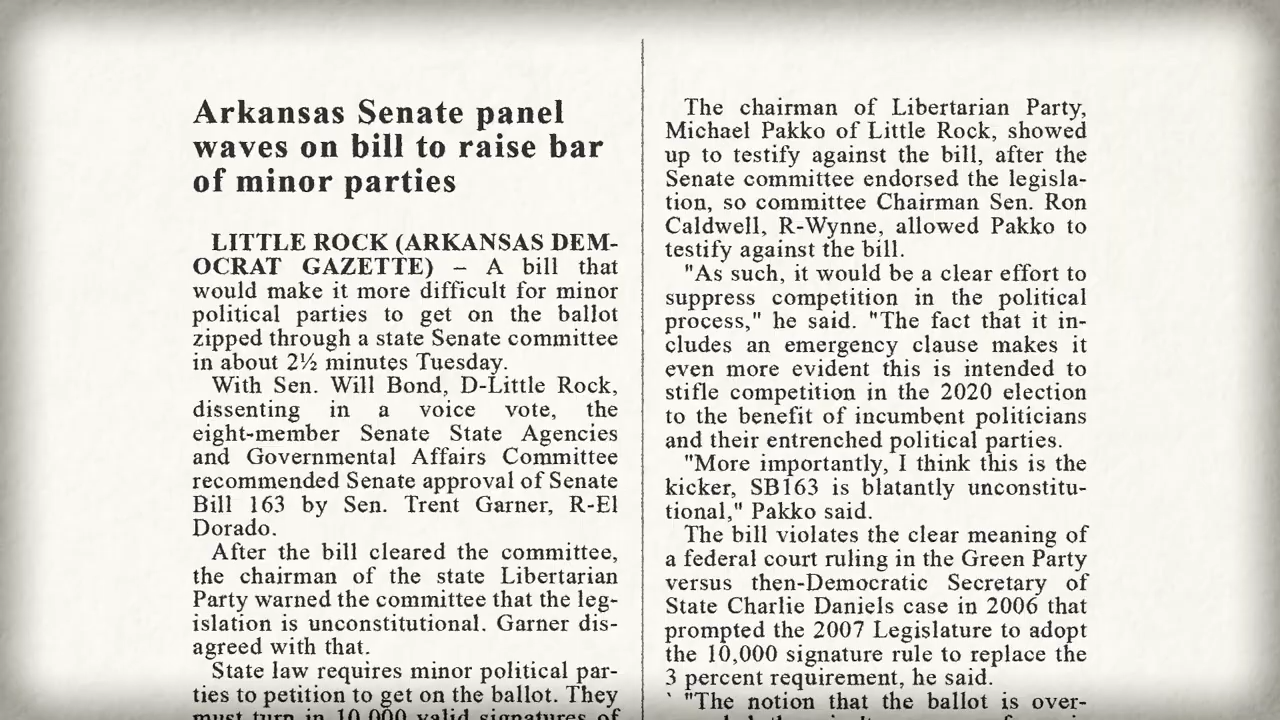 Arkansas Senate panel
waves on bill to raise bar
of minor parties
LITTLE ROCK (ARKANSAS DEM-
OCRAT GAZETTE) – A bill that
would make it more difficult for minor
political parties to get on the ballot
zipped through a state Senate committee
in about 2½ minutes Tuesday.
With Sen. Will Bond, D-Little Rock,
dissenting in a voice vote, the
eight-member Senate State Agencies
and Governmental Affairs Committee
recommended Senate approval of Senate
Bill 163 by Sen. Trent Garner, R-El
Dorado.
After the bill cleared the committee,
the chairman of the state Libertarian
Party warned the committee that the leg-
islation is unconstitutional. Garner dis-
agreed with that.
State law requires minor political par-
ties to petition to get on the ballot. They
must turn in 10,000 valid signatures of
The chairman of Libertarian Party,
Michael Pakko of Little Rock, showed
up to testify against the bill, after the
Senate committee endorsed the legisla-
tion, so committee Chairman Sen. Ron
Caldwell, R-Wynne, allowed Pakko to
testify against the bill.
"As such, it would be a clear effort to
suppress competition in the political
process," he said. "The fact that it in-
cludes an emergency clause makes it
even more evident this is intended to
stifle competition in the 2020 election
to the benefit of incumbent politicians
and their entrenched political parties.
"More importantly, I think this is the
kicker, SB163 is blatantly unconstitu-
tional," Pakko said.
The bill violates the clear meaning of
a federal court ruling in the Green Party
versus then-Democratic Secretary of
State Charlie Daniels case in 2006 that
prompted the 2007 Legislature to adopt
the 10,000 signature rule to replace the
3 percent requirement, he said.
` "The notion that the ballot is over-